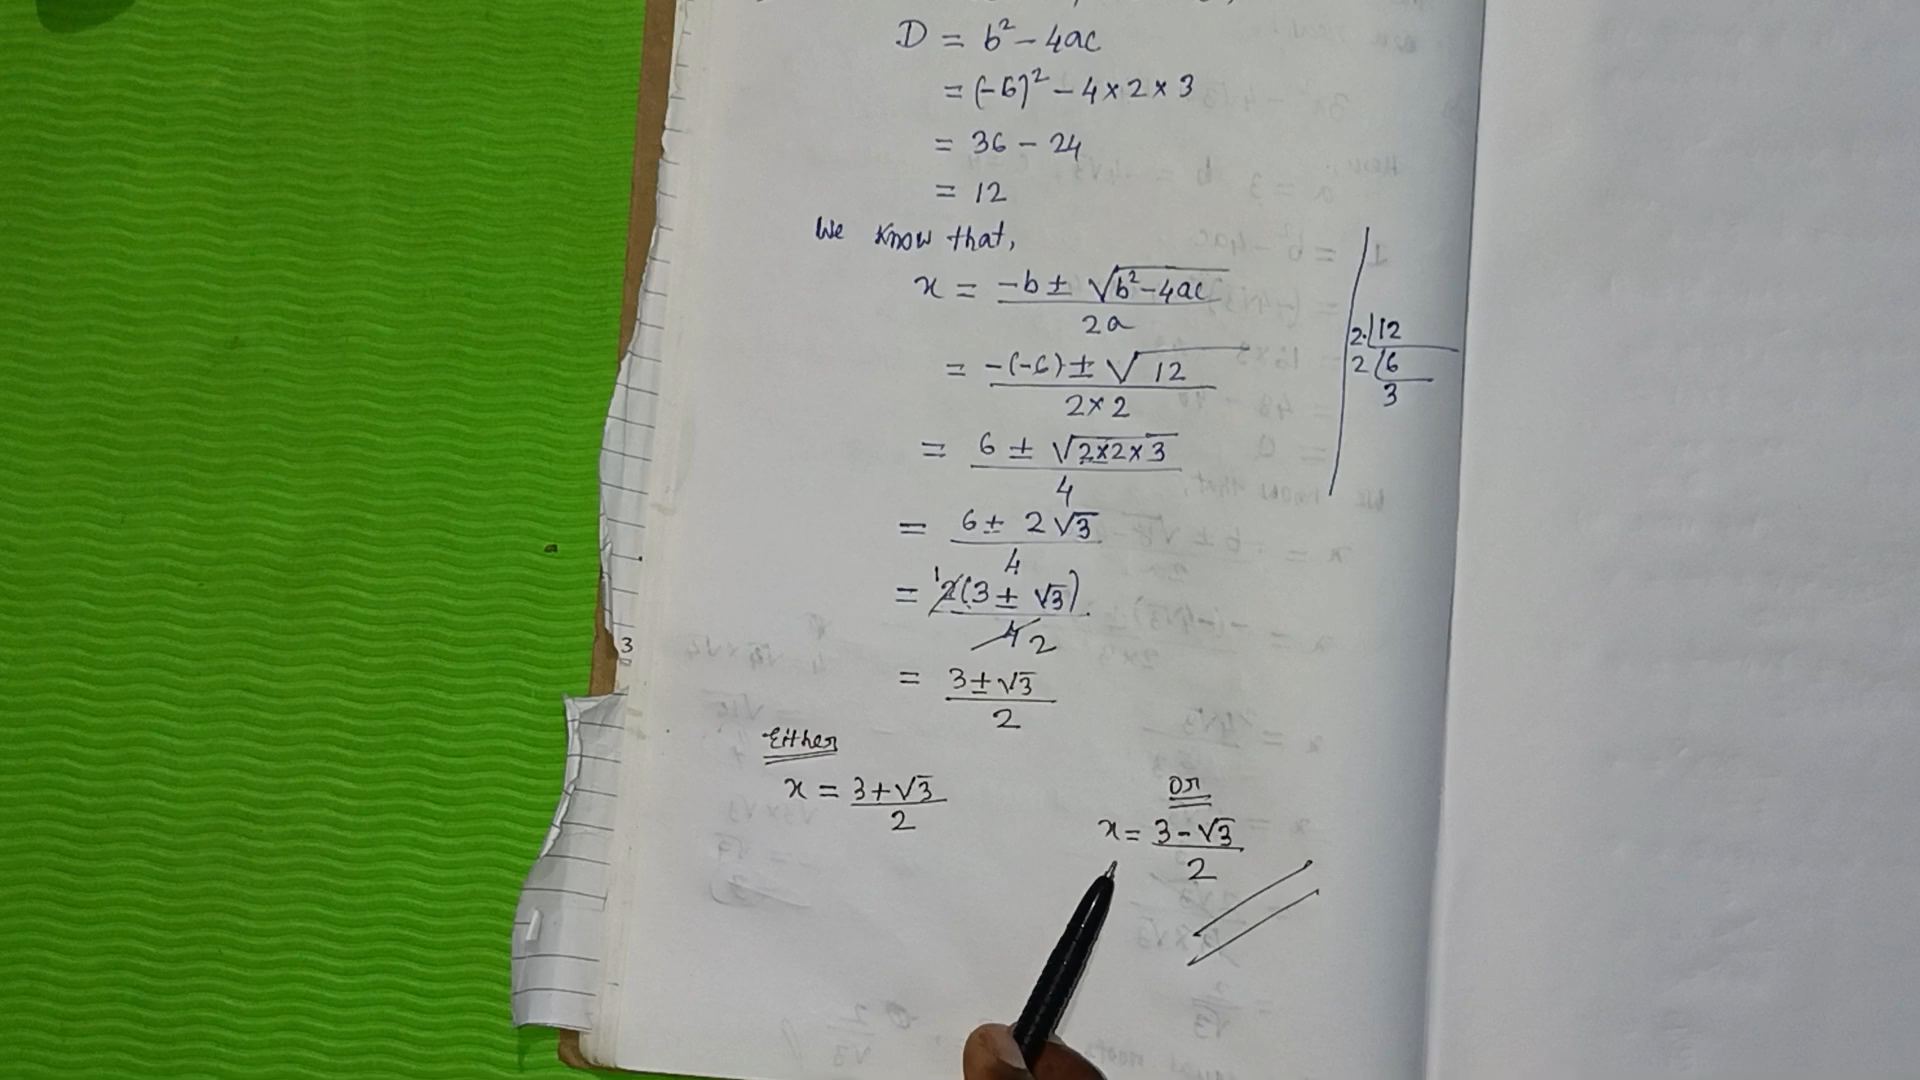 D = b² - 4ac
= (-6)² - 4 × 2 × 3
= 36 - 24
= 12
We know that,
x = (-b ± √(b² - 4ac)) / 2a
= (-(-6) ± √12) / (2 × 2)
2 | 12
2 | 6
3
= (6 ± √(2×2×3)) / 4
= (6 ± 2√3) / 4
= 2(3 ± √3) / 4 1 2
3
= (3 ± √3) / 2
Either
x = (3 + √3) / 2
or
x = (3 - √3) / 2